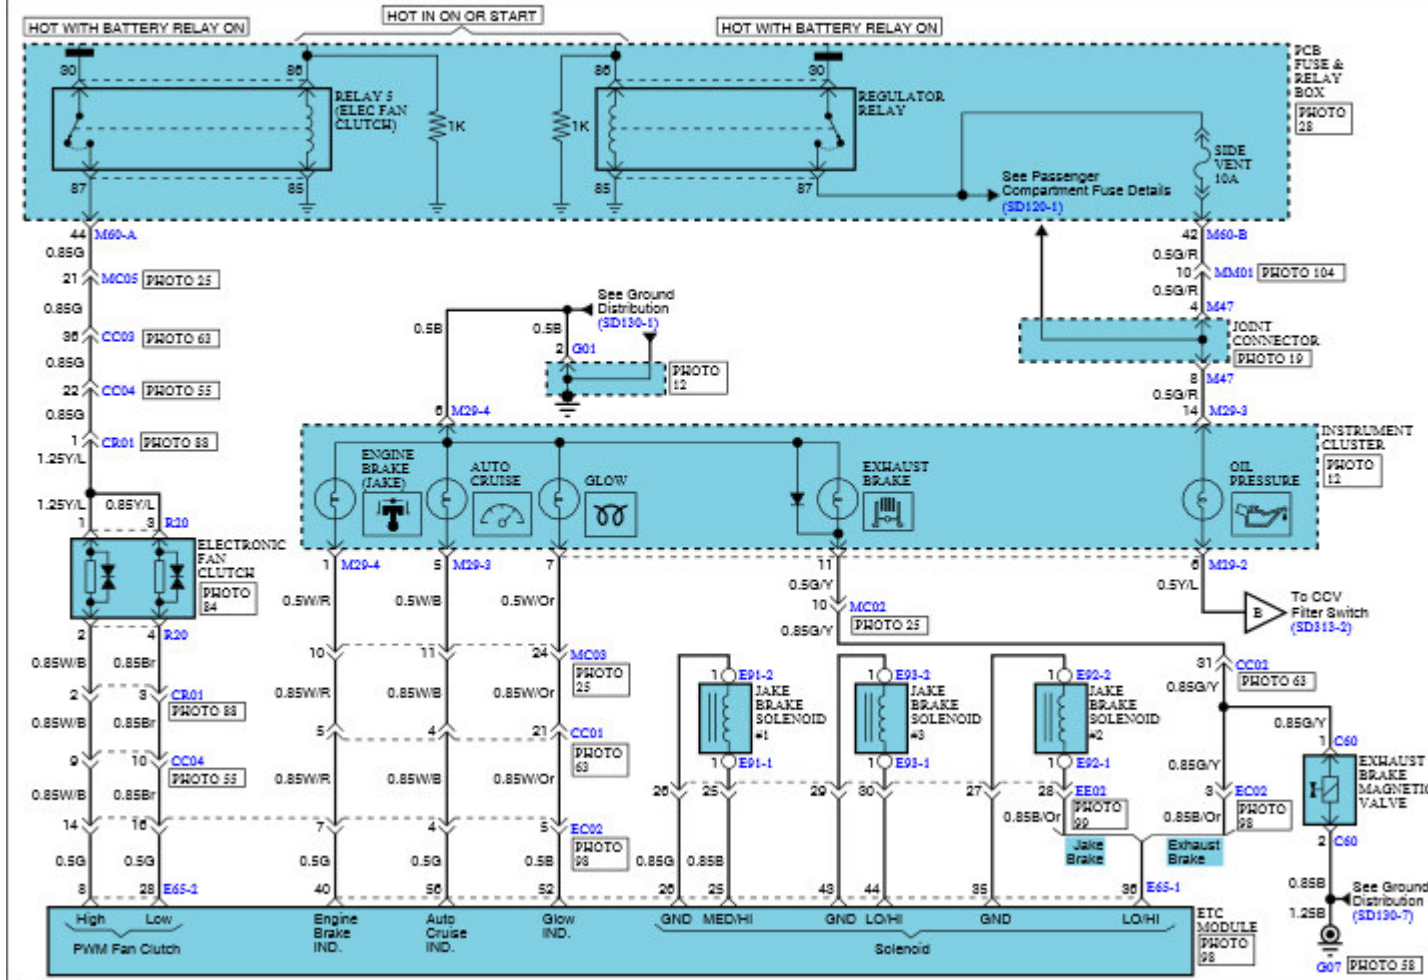 HOT WITH BATTERY RELAY ON
HOT IN ON OR START
HOT WITH BATTERY RELAY ON
30
86
86
30
PCB
FUSE &
RELAY
BOX
PHOTO
28
RELAY 5
(ELEC FAN
CLUTCH)
1K
1K
REGULATOR
RELAY
SIDE
VENT
10A
87
85
85
87
See Passenger
Compartment Fuse Details
(SD120-1)
44
M60-A
0.85G
42
M60-B
0.5G/R
21
MC05
PHOTO 25
10
MM01
PHOTO 104
0.85G
0.5G/R
See Ground
Distribution
(SD130-1)
4
M47
0.5B
0.5B
JOINT
CONNECTOR
PHOTO 19
36
CC03
PHOTO 63
2
G01
0.85G
PHOTO
12
8
M47
22
CC04
PHOTO 55
0.5G/R
0.85G
6
M29-4
14
M29-3
1
CR01
PHOTO 88
1.25Y/L
INSTRUMENT
CLUSTER
PHOTO
12
ENGINE
BRAKE
(JAKE)
AUTO
CRUISE
GLOW
EXHAUST
BRAKE
OIL
PRESSURE
1.25Y/L
0.85Y/L
1
3
R20
ELECTRONIC
FAN
CLUTCH
PHOTO
84
1
M29-4
5
M29-3
7
11
6
M29-2
0.5W/R
0.5W/B
0.5W/Or
0.5G/Y
0.5Y/L
B
To CCV
Filter Switch
(SD313-2)
10
MC02
PHOTO 25
0.85G/Y
2
4
R20
0.85W/B
0.85Br
10
11
24
MC03
PHOTO
25
31
CC02
PHOTO 63
0.85G/Y
1
E91-2
1
E93-2
1
E92-2
JAKE
BRAKE
SOLENOID
#1
JAKE
BRAKE
SOLENOID
#3
JAKE
BRAKE
SOLENOID
#2
2
3
CR01
PHOTO 88
0.85W/R
0.85W/B
0.85W/Or
0.85W/B
0.85Br
0.85G/Y
5
4
21
CC01
PHOTO
63
1
C60
9
10
CC04
PHOTO 55
1
E91-1
1
E93-1
1
E92-1
0.85G/Y
EXHAUST
BRAKE
MAGNETIC
VALVE
0.85W/B
0.85Br
0.85W/R
0.85W/B
0.85W/Or
26
25
29
30
27
28
EE02
PHOTO
99
3
EC02
PHOTO
98
0.85B/Or
0.85B/Or
14
16
7
4
5
EC02
PHOTO
98
Jake
Brake
Exhaust
Brake
2
C60
0.5G
0.5G
0.5G
0.5G
0.5B
0.85G
0.85B
0.85B
8
28
E65-2
40
56
52
26
25
43
44
35
36
E65-1
See Ground
Distribution
(SD130-7)
1.25B
High
Low
PWM Fan Clutch
Engine
Brake
IND.
Auto
Cruise
IND.
Glow
IND.
GND
MED/HI
GND
LO/HI
GND
LO/HI
Solenoid
ETC
MODULE
PHOTO
98
G07
PHOTO 58